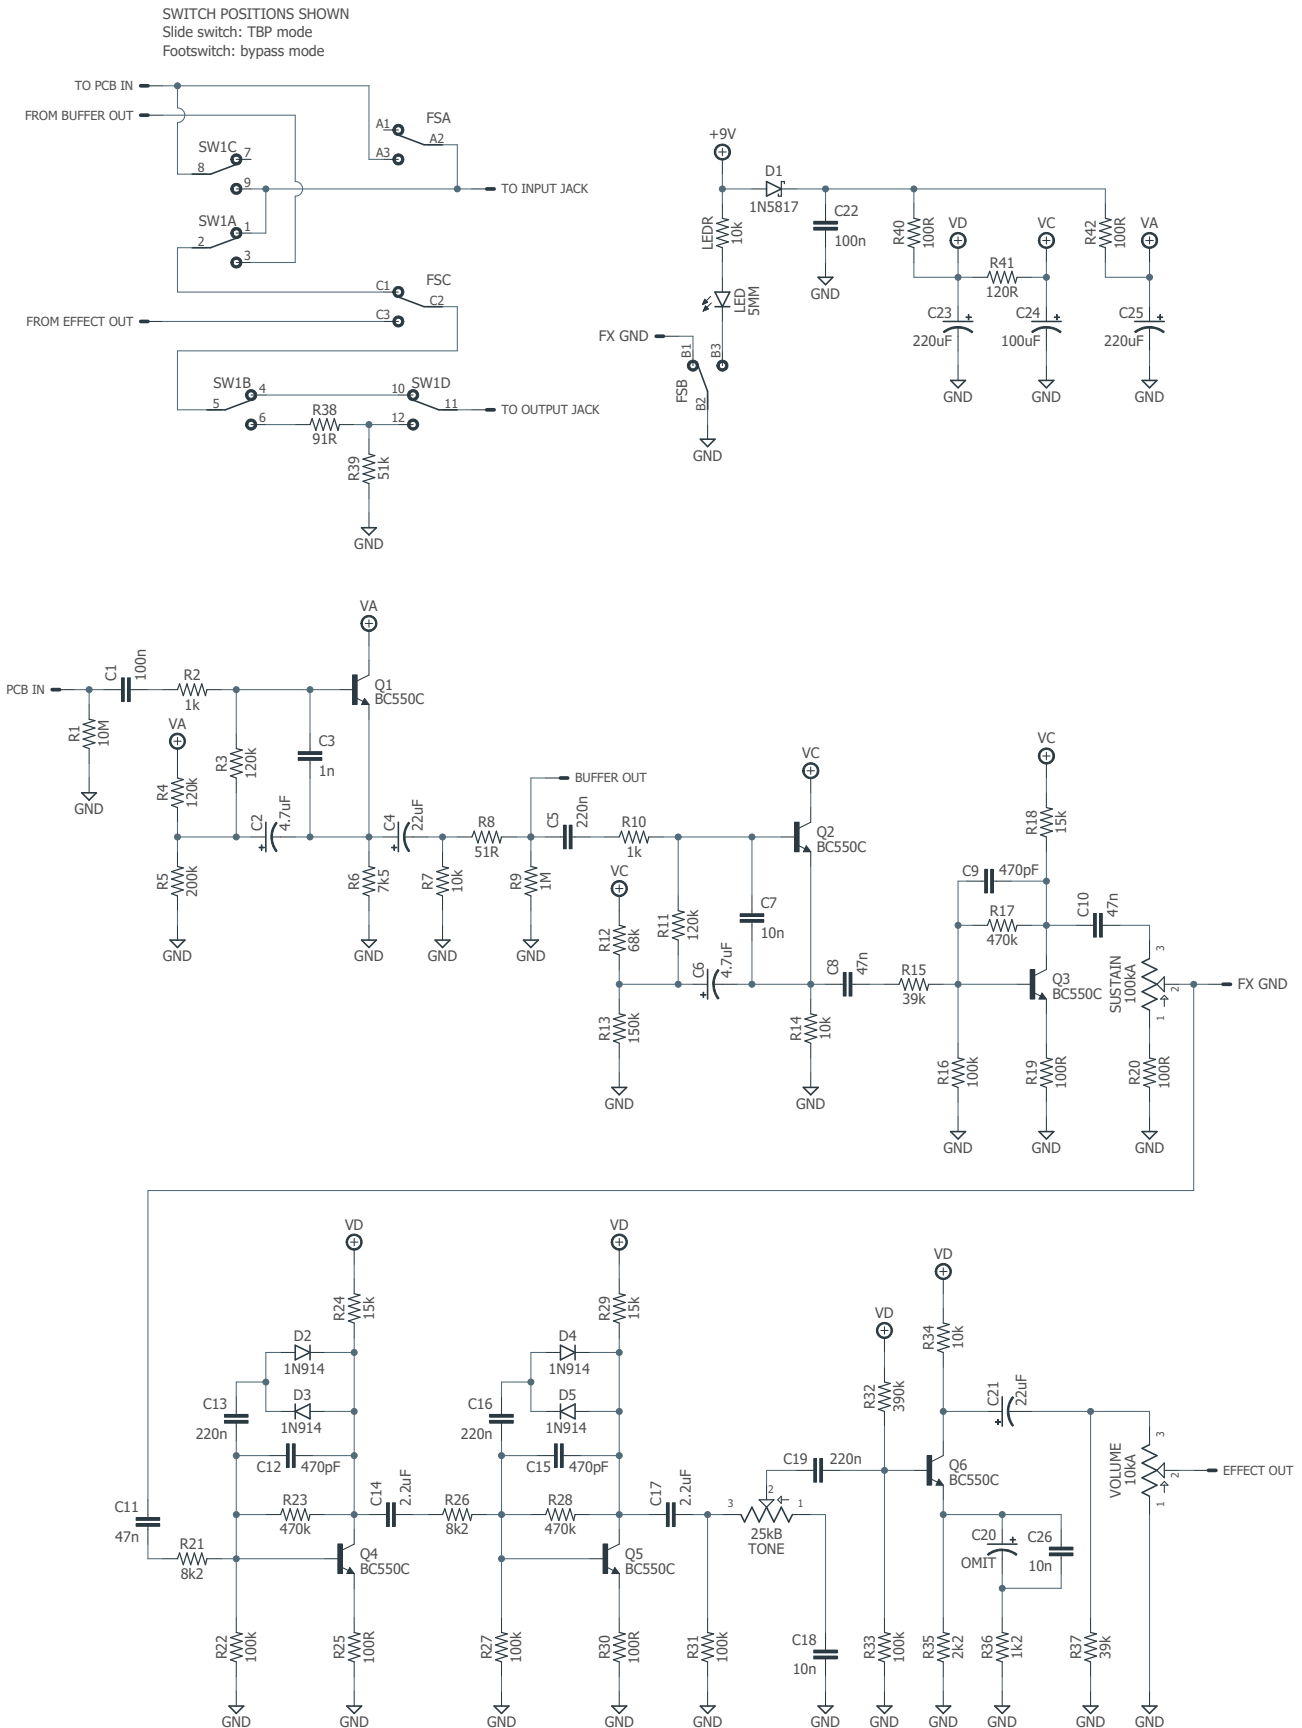 SWITCH POSITIONS SHOWN
Slide switch: TBP mode
Footswitch: bypass mode
TO PCB IN
FROM BUFFER OUT
SW1C
7
8
9
SW1A
1
2
3
FSA
A1
A2
A3
TO INPUT JACK
FSC
C1
C2
C3
FROM EFFECT OUT
SW1B
4
5
6
R38
91R
10
SW1D
11
12
TO OUTPUT JACK
R39
51k
GND
+9V
D1
1N5817
LEDR
10k
C22
100n
GND
LED
5MM
FX GND
B1
B3
FSB
B2
GND
R40
100R
VD
R41
120R
VC
R42
100R
VA
C23
220uF
GND
C24
100uF
GND
C25
220uF
GND
PCB IN
R1
10M
GND
C1
100n
R2
1k
VA
R4
120k
R3
120k
C3
1n
VA
Q1
BC550C
C2
4.7uF
R5
200k
GND
R6
7k5
GND
C4
22uF
R7
10k
GND
R8
51R
BUFFER OUT
R9
1M
GND
C5
220n
R10
1k
VC
R12
68k
R11
120k
C7
10n
VC
Q2
BC550C
C6
4.7uF
R13
150k
GND
R14
10k
GND
C8
47n
R15
39k
R16
100k
GND
C9
470pF
R17
470k
VC
R18
15k
Q3
BC550C
R19
100R
GND
C10
47n
SUSTAIN
100kA
3
2
1
R20
100R
GND
FX GND
C11
47n
R21
8k2
R22
100k
GND
C13
220n
D2
1N914
D3
1N914
C12
470pF
R23
470k
VD
R24
15k
Q4
BC550C
R25
100R
GND
C14
2.2uF
R26
8k2
C16
220n
D4
1N914
D5
1N914
C15
470pF
R28
470k
VD
R29
15k
Q5
BC550C
R27
100k
GND
R30
100R
GND
C17
2.2uF
R31
100k
GND
3
2
1
25kB
TONE
C18
10n
GND
C19
220n
VD
R32
390k
R33
100k
GND
VD
R34
10k
Q6
BC550C
R35
2k2
GND
C20
OMIT
C26
10n
R36
1k2
GND
C21
22uF
R37
39k
GND
VOLUME
10kA
3
2
1
GND
EFFECT OUT